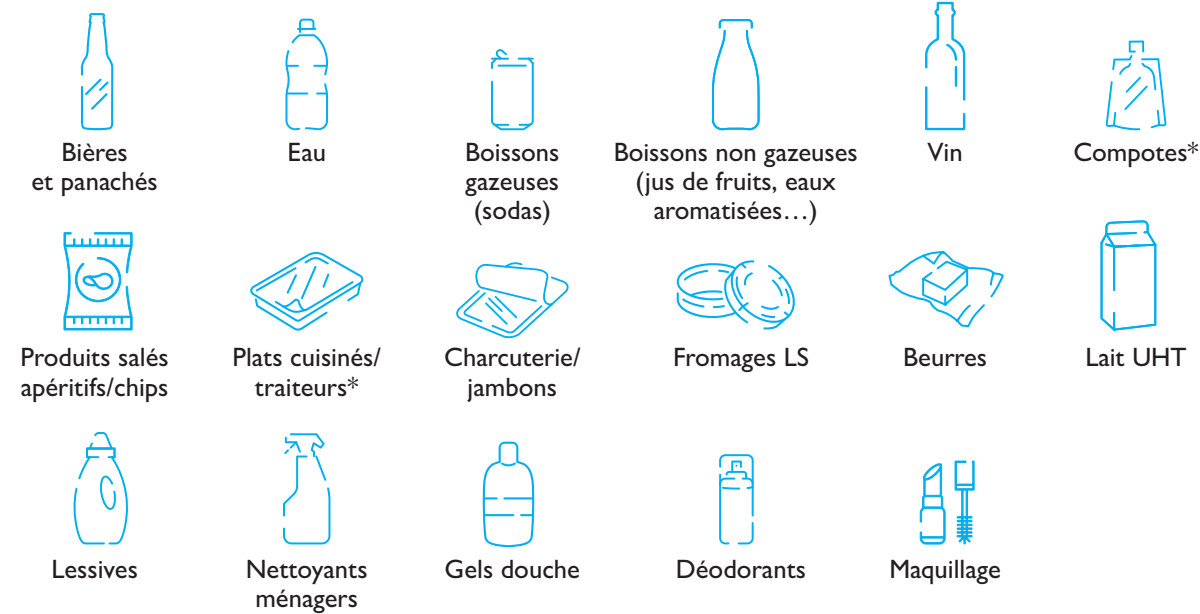 Bières
et panachés
Eau
Boissons
gazeuses
(sodas)
Boissons non gazeuses
(jus de fruits, eaux
aromatisées…)
Vin
Compotes*
Produits salés
apéritifs/chips
Plats cuisinés/
traiteurs*
Charcuterie/
jambons
Fromages LS
Beurres
Lait UHT
Lessives
Nettoyants
ménagers
Gels douche
Déodorants
Maquillage